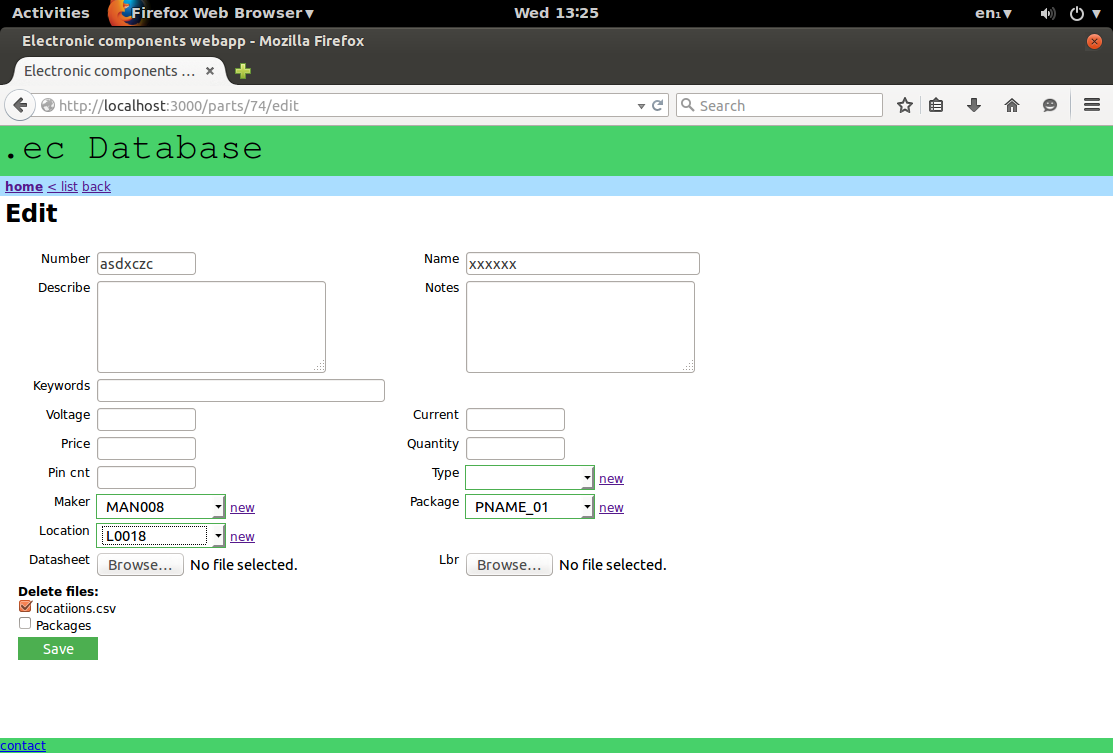 Activities Firefox Web Browser Wed 13:25 en₁
Electronic components webapp - Mozilla Firefox
Electronic components ...
http://localhost:3000/parts/74/edit Search
.ec Database
home < list back
Edit
Number asdxczc Name xxxxxx
Describe Notes
Keywords
Voltage Current
Price Quantity
Pin cnt Type new
Maker MAN008 new Package PNAME_01 new
Location L0018 new
Datasheet Browse... No file selected. Lbr Browse... No file selected.
Delete files:
locatiions.csv
Packages
Save
contact